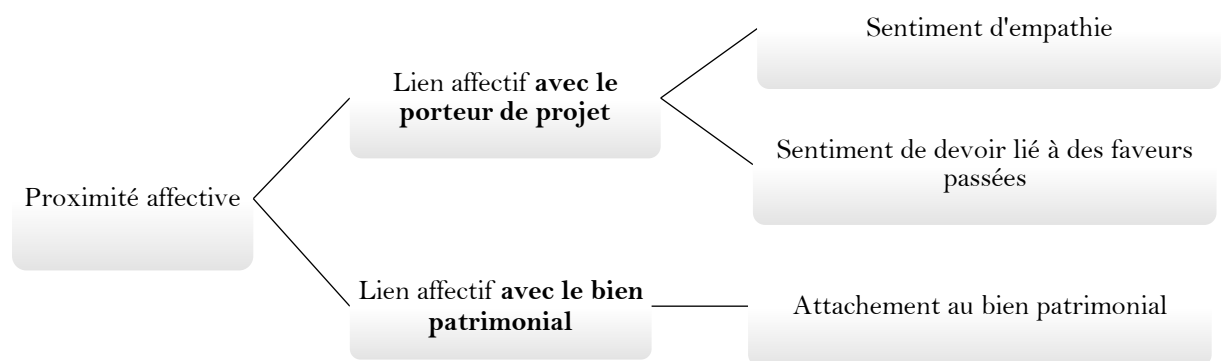 Sentiment d'empathie
Lien affectif avec le
porteur de projet
Sentiment de devoir lié à des faveurs
passées
Proximité affective
Lien affectif avec le bien
patrimonial
Attachement au bien patrimonial